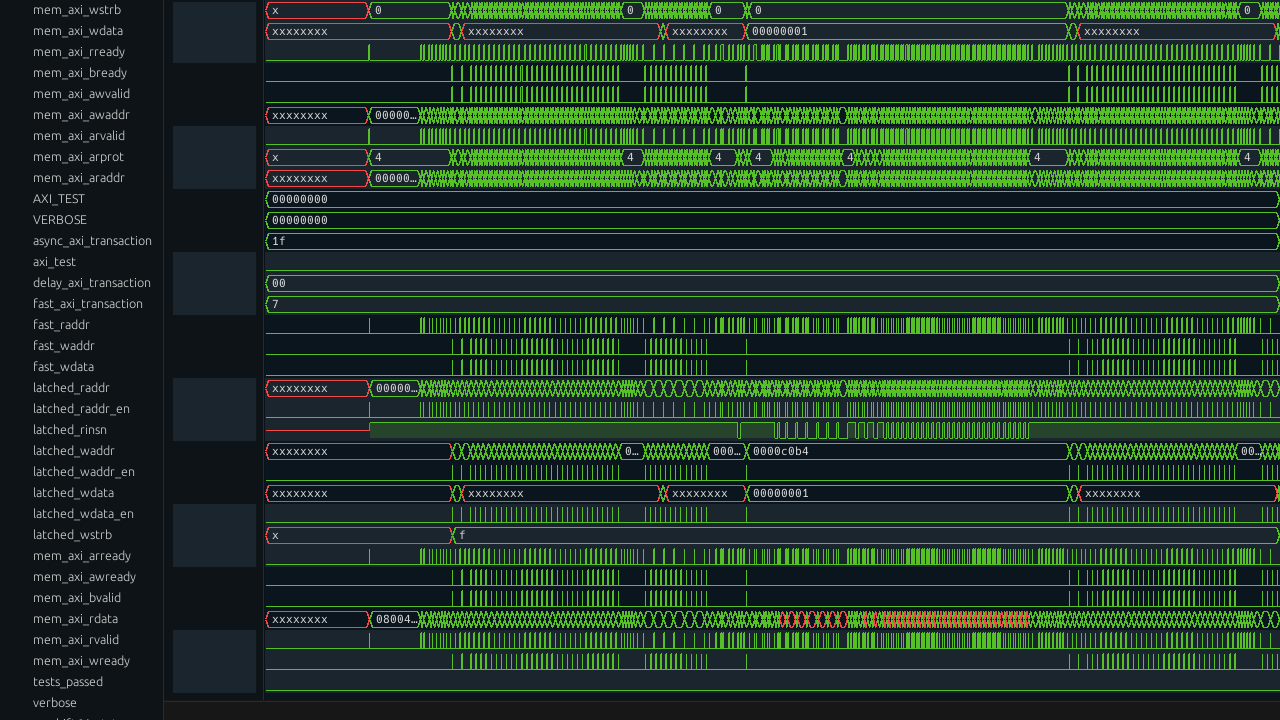 mem_axi_wstrb x 0 0 0 0 0
mem_axi_wdata xxxxxxxx xxxxxxxx xxxxxxxx 00000001 xxxxxxxx
mem_axi_rready
mem_axi_bready
mem_axi_awvalid
mem_axi_awaddr xxxxxxxx 00000…
mem_axi_arvalid
mem_axi_arprot x 4 4 4 4 4 4 4
mem_axi_araddr xxxxxxxx 00000…
AXI_TEST 00000000
VERBOSE 00000000
async_axi_transaction 1f
axi_test
delay_axi_transaction 00
fast_axi_transaction 7
fast_raddr
fast_waddr
fast_wdata
latched_raddr xxxxxxxx 00000…
latched_raddr_en
latched_rinsn
latched_waddr xxxxxxxx 0… 000… 0000c0b4 00…
latched_waddr_en
latched_wdata xxxxxxxx xxxxxxxx xxxxxxxx 00000001 xxxxxxxx
latched_wdata_en
latched_wstrb x f
mem_axi_arready
mem_axi_awready
mem_axi_bvalid
mem_axi_rdata xxxxxxxx 08004…
mem_axi_rvalid
mem_axi_wready
tests_passed
verbose